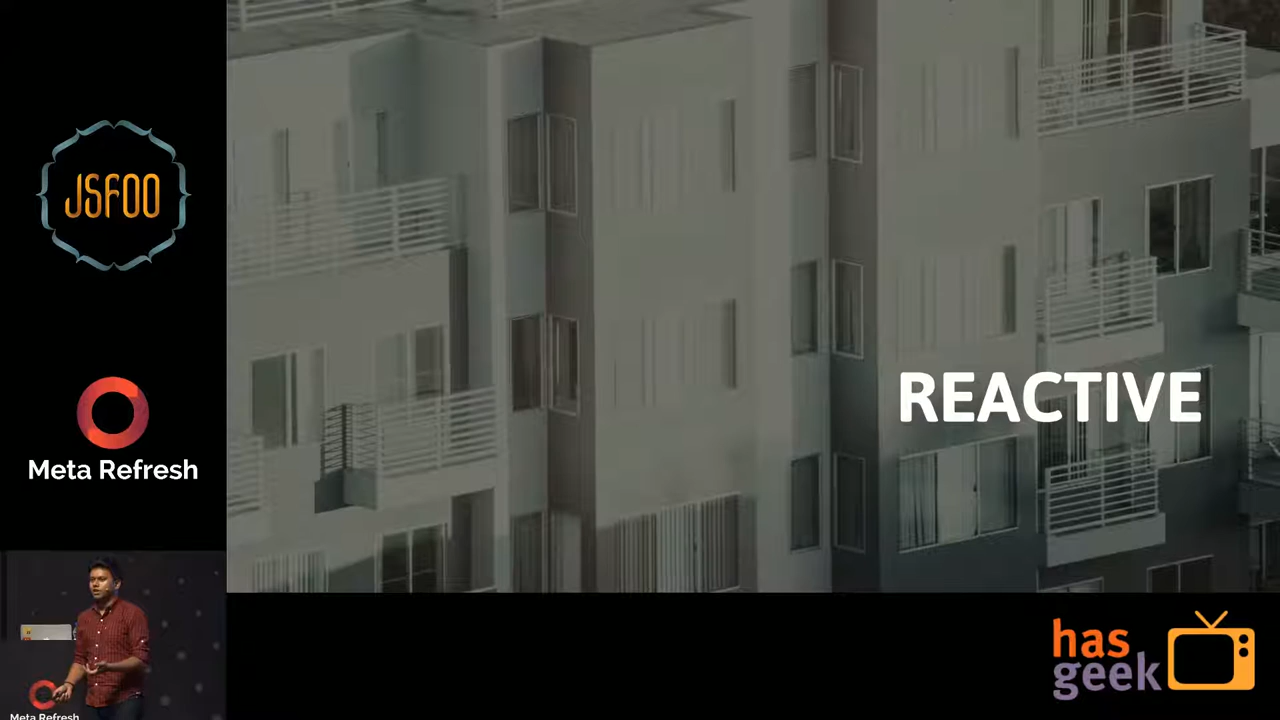 JSFOO
Meta Refresh
REACTIVE
Meta Refresh
has
geek